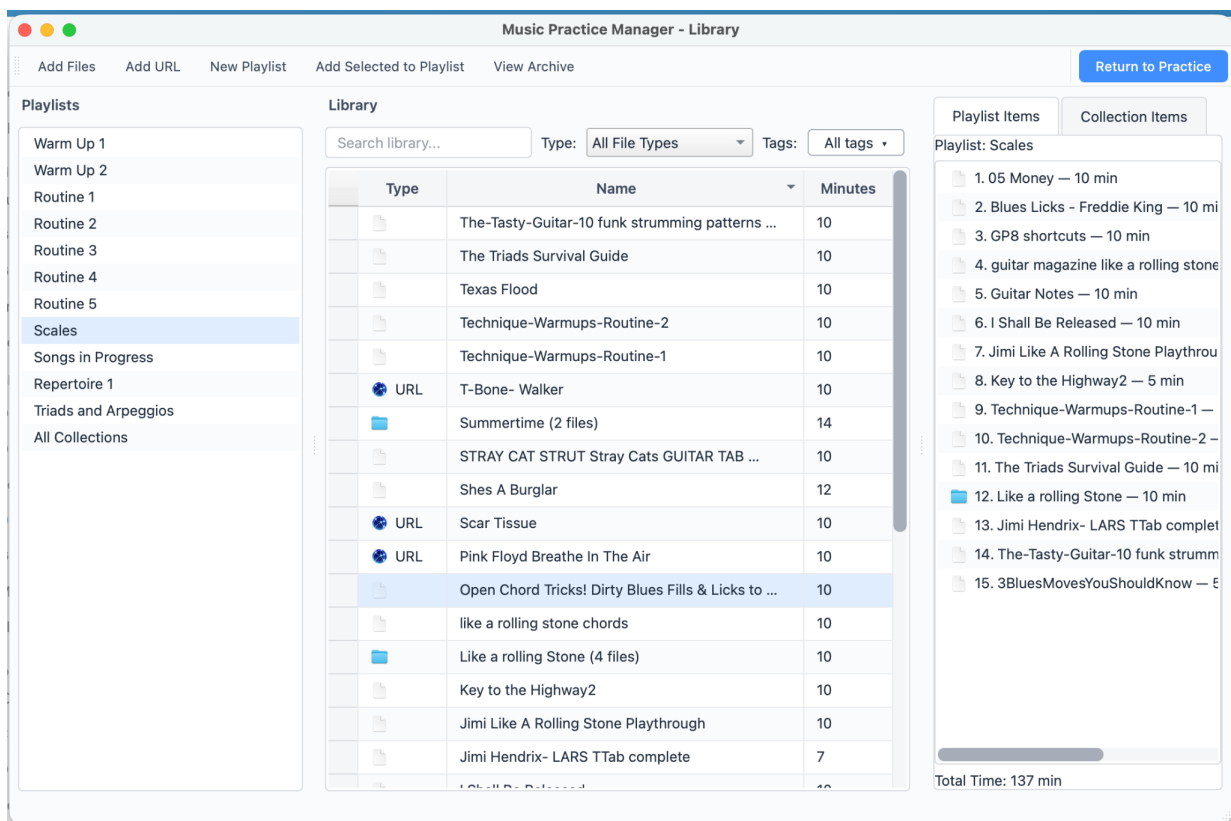 Music Practice Manager - Library
Add Files Add URL New Playlist Add Selected to Playlist View Archive Return to Practice
Playlists
Warm Up 1
Warm Up 2
Routine 1
Routine 2
Routine 3
Routine 4
Routine 5
Scales
Songs in Progress
Repertoire 1
Triads and Arpeggios
All Collections
Library
Search library... Type: All File Types Tags: All tags
Type Name Minutes
The-Tasty-Guitar-10 funk strumming patterns ... 10
The Triads Survival Guide 10
Texas Flood 10
Technique-Warmups-Routine-2 10
Technique-Warmups-Routine-1 10
URL T-Bone- Walker 10
Summertime (2 files) 14
STRAY CAT STRUT Stray Cats GUITAR TAB ... 10
Shes A Burglar 12
URL Scar Tissue 10
URL Pink Floyd Breathe In The Air 10
Open Chord Tricks! Dirty Blues Fills & Licks to ... 10
like a rolling stone chords 10
Like a rolling Stone (4 files) 10
Key to the Highway2 10
Jimi Like A Rolling Stone Playthrough 10
Jimi Hendrix- LARS TTab complete 7
I Shall Be Released 10
Playlist Items Collection Items
Playlist: Scales
1. 05 Money — 10 min
2. Blues Licks - Freddie King — 10 mi
3. GP8 shortcuts — 10 min
4. guitar magazine like a rolling stone
5. Guitar Notes — 10 min
6. I Shall Be Released — 10 min
7. Jimi Like A Rolling Stone Playthrou
8. Key to the Highway2 — 5 min
9. Technique-Warmups-Routine-1 —
10. Technique-Warmups-Routine-2 –
11. The Triads Survival Guide — 10 mi
12. Like a rolling Stone — 10 min
13. Jimi Hendrix- LARS TTab complet
14. The-Tasty-Guitar-10 funk strumm
15. 3BluesMovesYouShouldKnow — 5
Total Time: 137 min